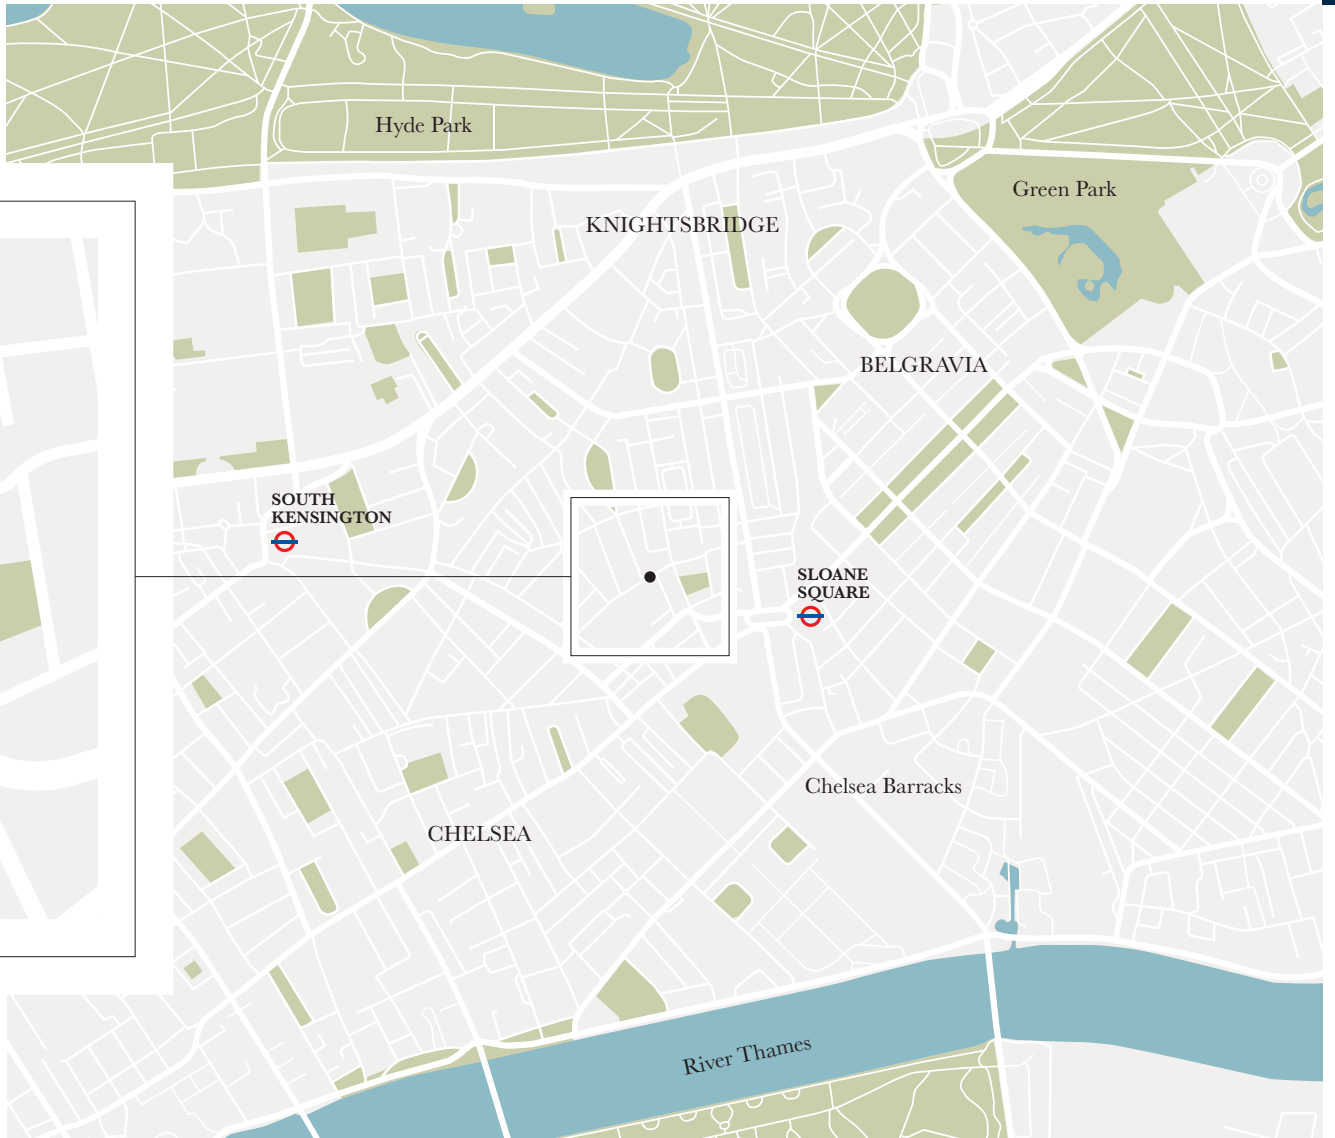 Hyde Park
Green Park
KNIGHTSBRIDGE
BELGRAVIA
SOUTH
KENSINGTON
SLOANE
SQUARE
Chelsea Barracks
CHELSEA
River Thames